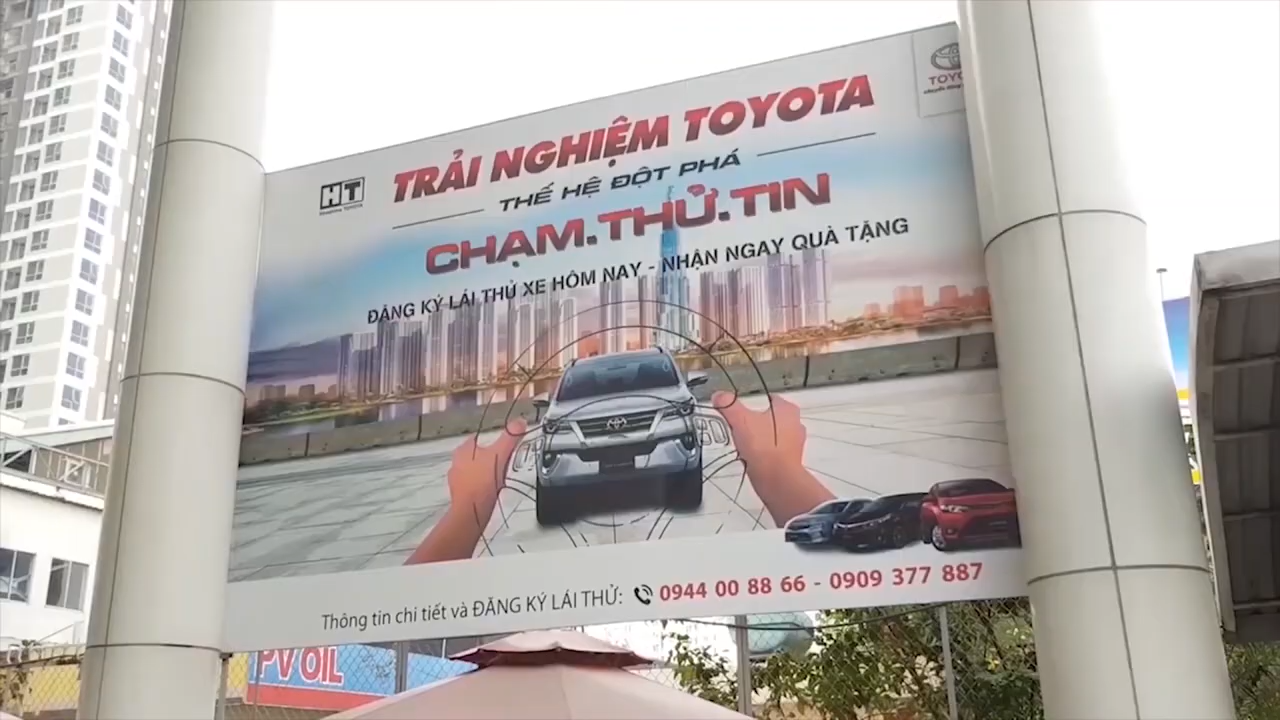 TRẢI NGHIỆM TOYOTA
HT
THẾ HỆ ĐỘT PHÁ
CHẠM.THỬ.TIN
ĐĂNG KÝ LÁI THỬ XE HÔM NAY - NHẬN NGAY QUÀ TẶNG
Thông tin chi tiết và ĐĂNG KÝ LÁI THỬ: 0944 00 88 66 - 0909 377 887
PV OIL